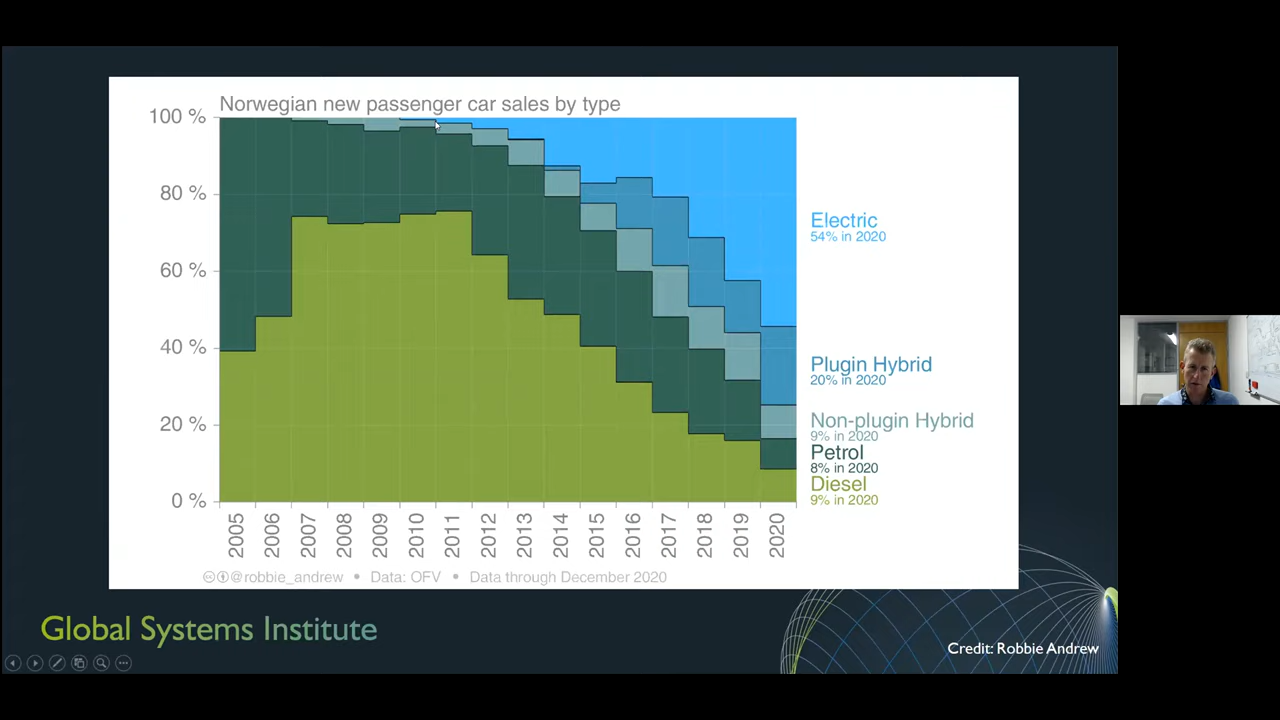 Norwegian new passenger car sales by type
100 %
80 %
60 %
40 %
20 %
0 %
2005
2006
2007
2008
2009
2010
2011
2012
2013
2014
2015
2016
2017
2018
2019
2020
Electric
54% in 2020
Plugin Hybrid
20% in 2020
Non-plugin Hybrid
9% in 2020
Petrol
8% in 2020
Diesel
9% in 2020
@robbie_andrew • Data: OFV • Data through December 2020
Global Systems Institute
Credit: Robbie Andrew